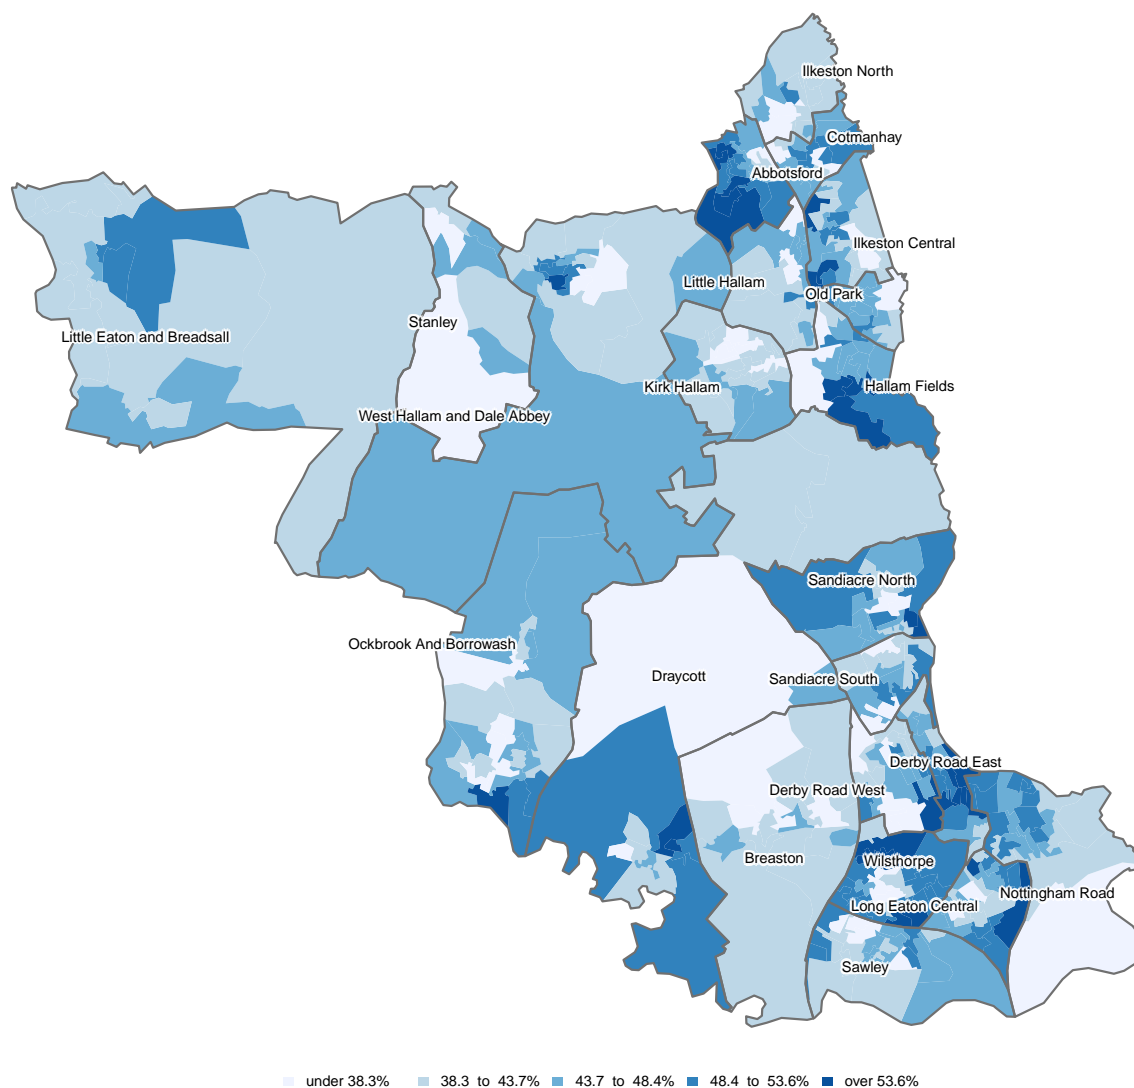 Ilkeston North
Cotmanhay
Abbotsford
Ilkeston Central
Little Hallam
Old Park
Stanley
Little Eaton and Breadsall
Kirk Hallam
Hallam Fields
West Hallam and Dale Abbey
Sandiacre North
Ockbrook And Borrowash
Draycott
Sandiacre South
Derby Road East
Derby Road West
Breaston
Wilsthorpe
Nottingham Road
Long Eaton Central
Sawley
under 38.3% 38.3 to 43.7% 43.7 to 48.4% 48.4 to 53.6% over 53.6%